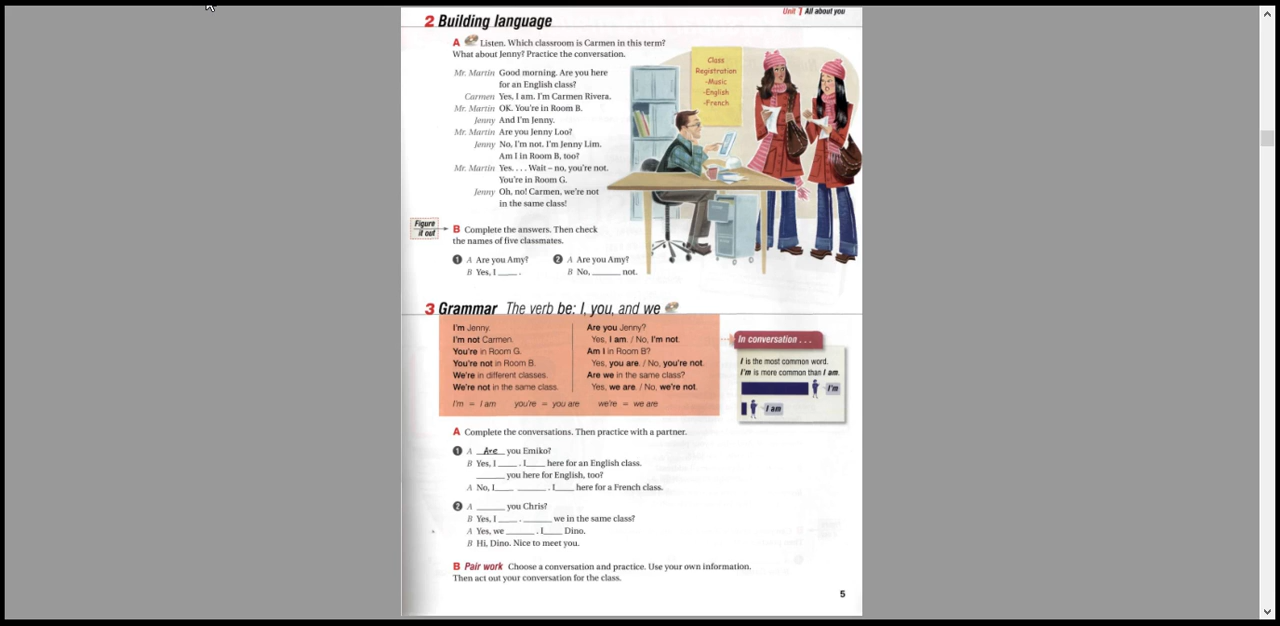 Unit 1 All about you
2 Building language
A Listen. Which classroom is Carmen in this term?
What about Jenny? Practice the conversation.
Mr. Martin Good morning. Are you here
for an English class?
Carmen Yes, I am. I'm Carmen Rivera.
Mr. Martin OK. You're in Room B.
Jenny And I'm Jenny.
Mr. Martin Are you Jenny Loo?
Jenny No, I'm not. I'm Jenny Lim.
Am I in Room B, too?
Mr. Martin Yes. . . . Wait – no, you're not.
You're in Room G.
Jenny Oh, no! Carmen, we're not
in the same class!
Class
Registration
-Music
-English
-French
Figure
it out
B Complete the answers. Then check
the names of five classmates.
1 A Are you Amy?
B Yes, I ____ .
2 A Are you Amy?
B No, ______ not.
3 Grammar The verb be: I, you, and we
I'm Jenny.
I'm not Carmen.
You're in Room G.
You're not in Room B.
We're in different classes.
We're not in the same class.
Are you Jenny?
Yes, I am. / No, I'm not.
Am I in Room B?
Yes, you are. / No, you're not.
Are we in the same class?
Yes, we are. / No, we're not.
I'm = I am you're = you are we're = we are
In conversation . . .
I is the most common word.
I'm is more common than I am.
I'm
I am
A Complete the conversations. Then practice with a partner.
1 A Are you Emiko?
B Yes, I ____ . I____ here for an English class.
______ you here for English, too?
A No, I____ ______ . I____ here for a French class.
2 A ______ you Chris?
B Yes, I ____ . ______ we in the same class?
A Yes, we ______ . I____ Dino.
B Hi, Dino. Nice to meet you.
B Pair work Choose a conversation and practice. Use your own information.
Then act out your conversation for the class.
5